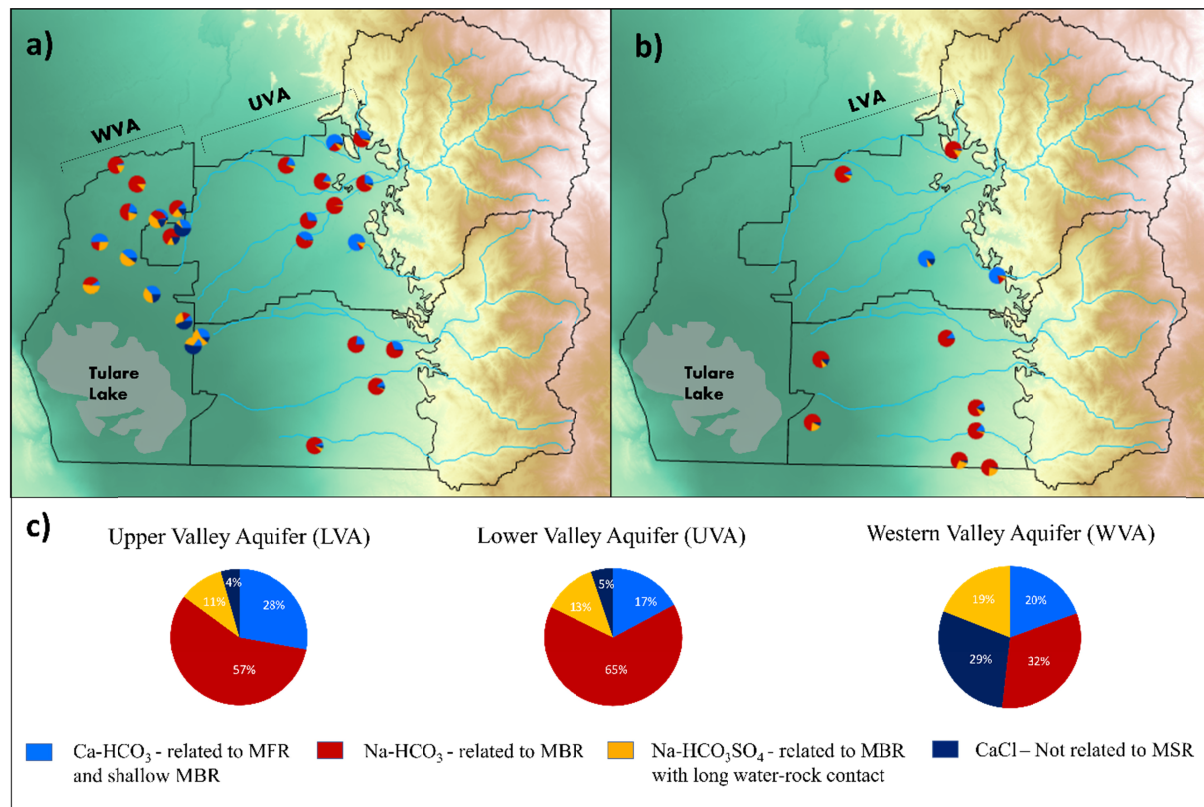 a)
UVA
WVA
Tulare
Lake
b)
LVA
Tulare
Lake
c)
Upper Valley Aquifer (LVA)
4%
11%
28%
57%
Lower Valley Aquifer (UVA)
5%
13%
17%
65%
Western Valley Aquifer (WVA)
19%
20%
29%
32%
Ca-HCO₃ - related to MFR
and shallow MBR
Na-HCO₃ - related to MBR
Na-HCO₃SO₄ - related to MBR
with long water-rock contact
CaCl – Not related to MSR